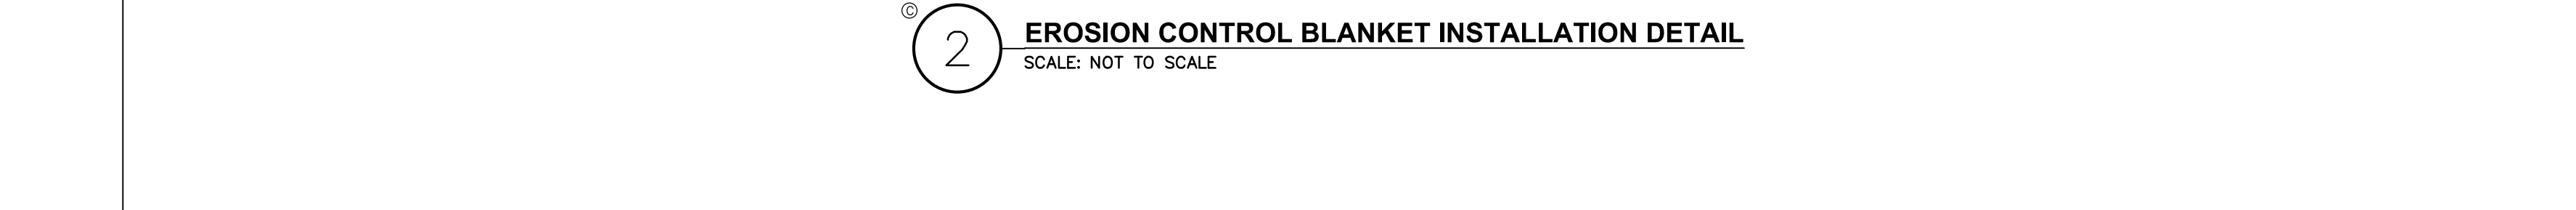 ©
2
EROSION CONTROL BLANKET INSTALLATION DETAIL
SCALE: NOT TO SCALE